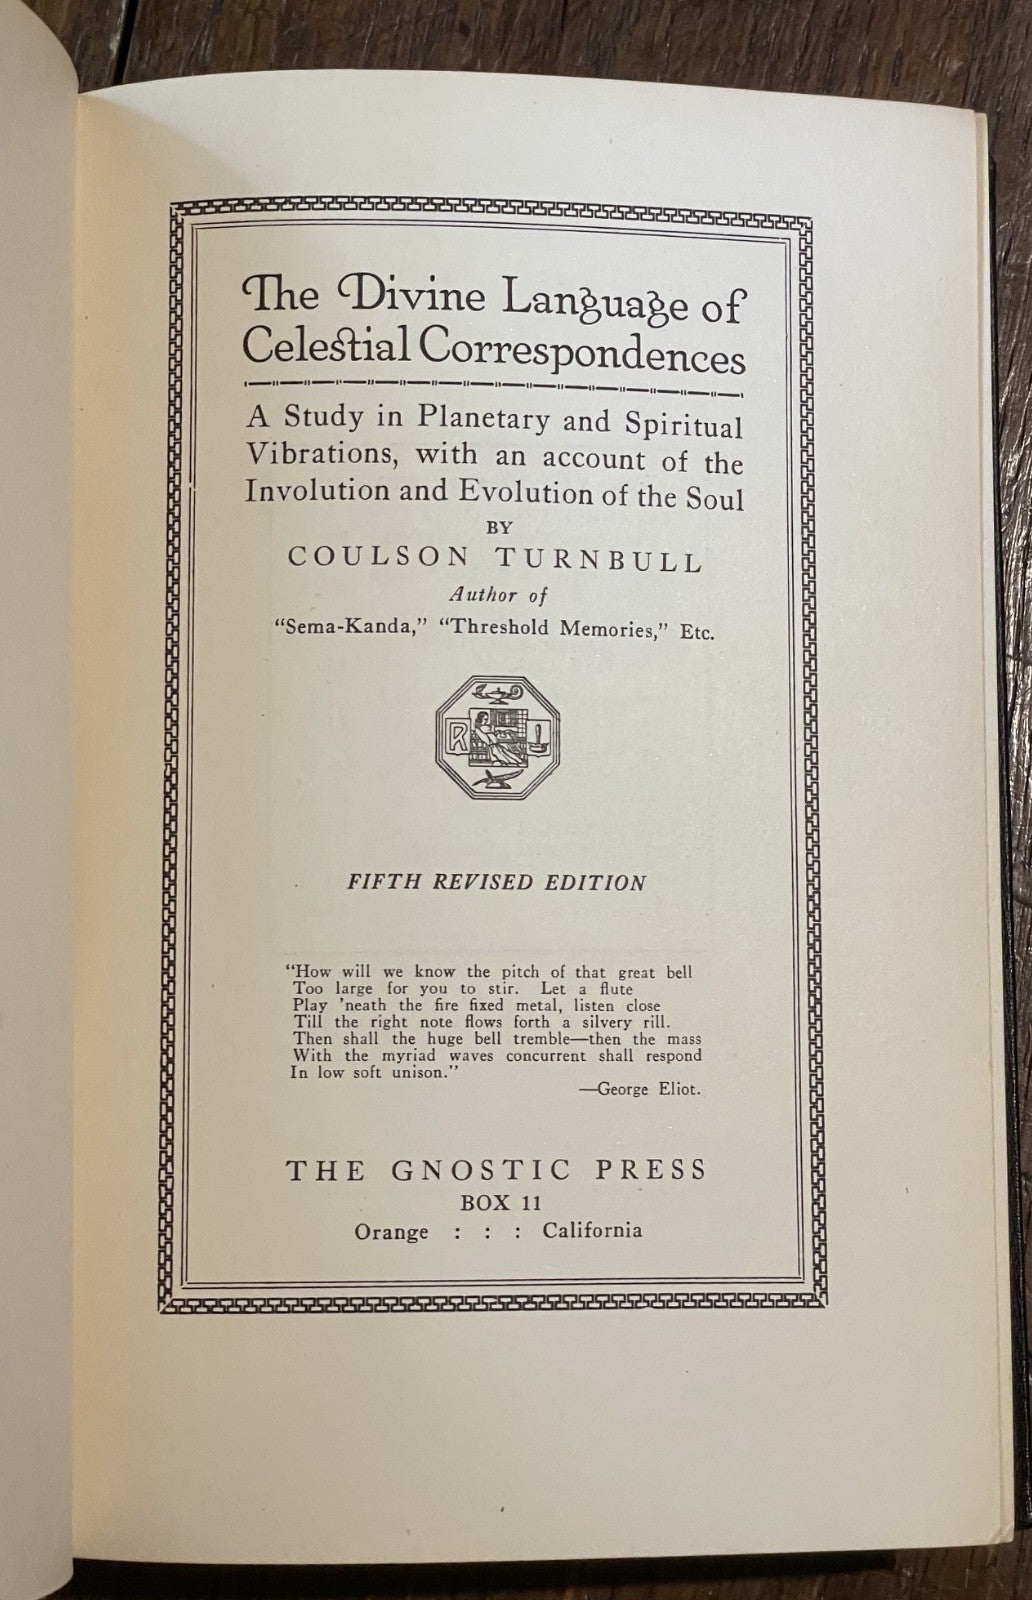 The Divine Language of
Celestial Correspondences
A Study in Planetary and Spiritual
Vibrations, with an account of the
Involution and Evolution of the Soul
BY
COULSON TURNBULL
Author of
“Sema-Kanda,” “Threshold Memories,” Etc.
R
FIFTH REVISED EDITION
“How will we know the pitch of that great bell
Too large for you to stir. Let a flute
Play ’neath the fire fixed metal, listen close
Till the right note flows forth a silvery rill.
Then shall the huge bell tremble—then the mass
With the myriad waves concurrent shall respond
In low soft unison.”
—George Eliot.
THE GNOSTIC PRESS
BOX 11
Orange : : : California